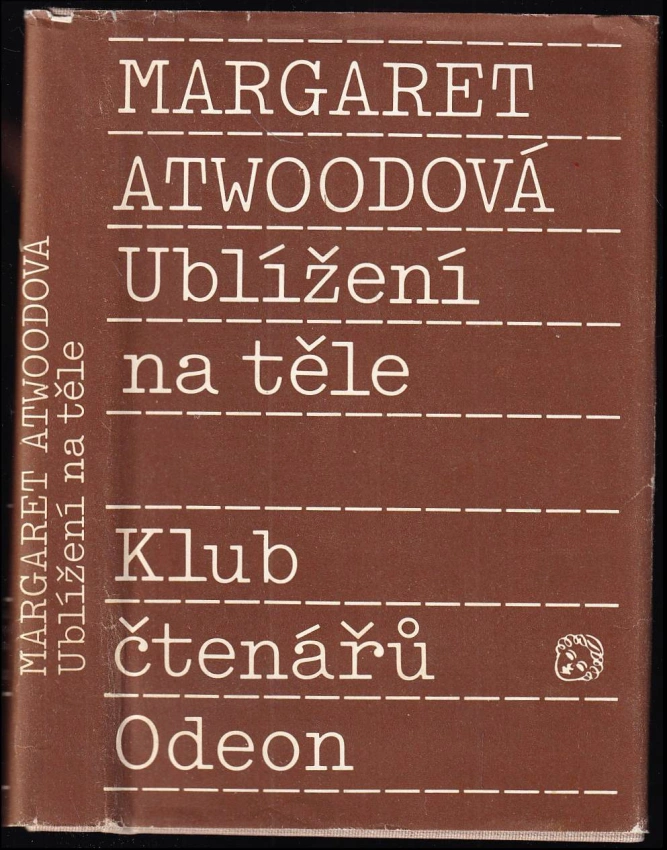 MARGARET
ATWOODOVÁ
Ublížení
na těle
Klub
čtenářů
Odeon
MARGARET ATWOODOVA
Ublížení na těle